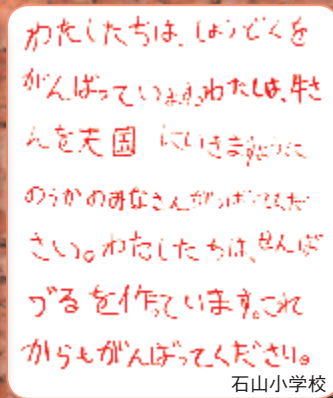 わたしたちは、しょうどくを
がんばっています。わたしは、牛さ
んを天国 にいきますように
のうかのみなさんがんばってくだ
さい。わたしたちは、せんば
づるを作っています。これ
からもがんばってください。
石山小学校